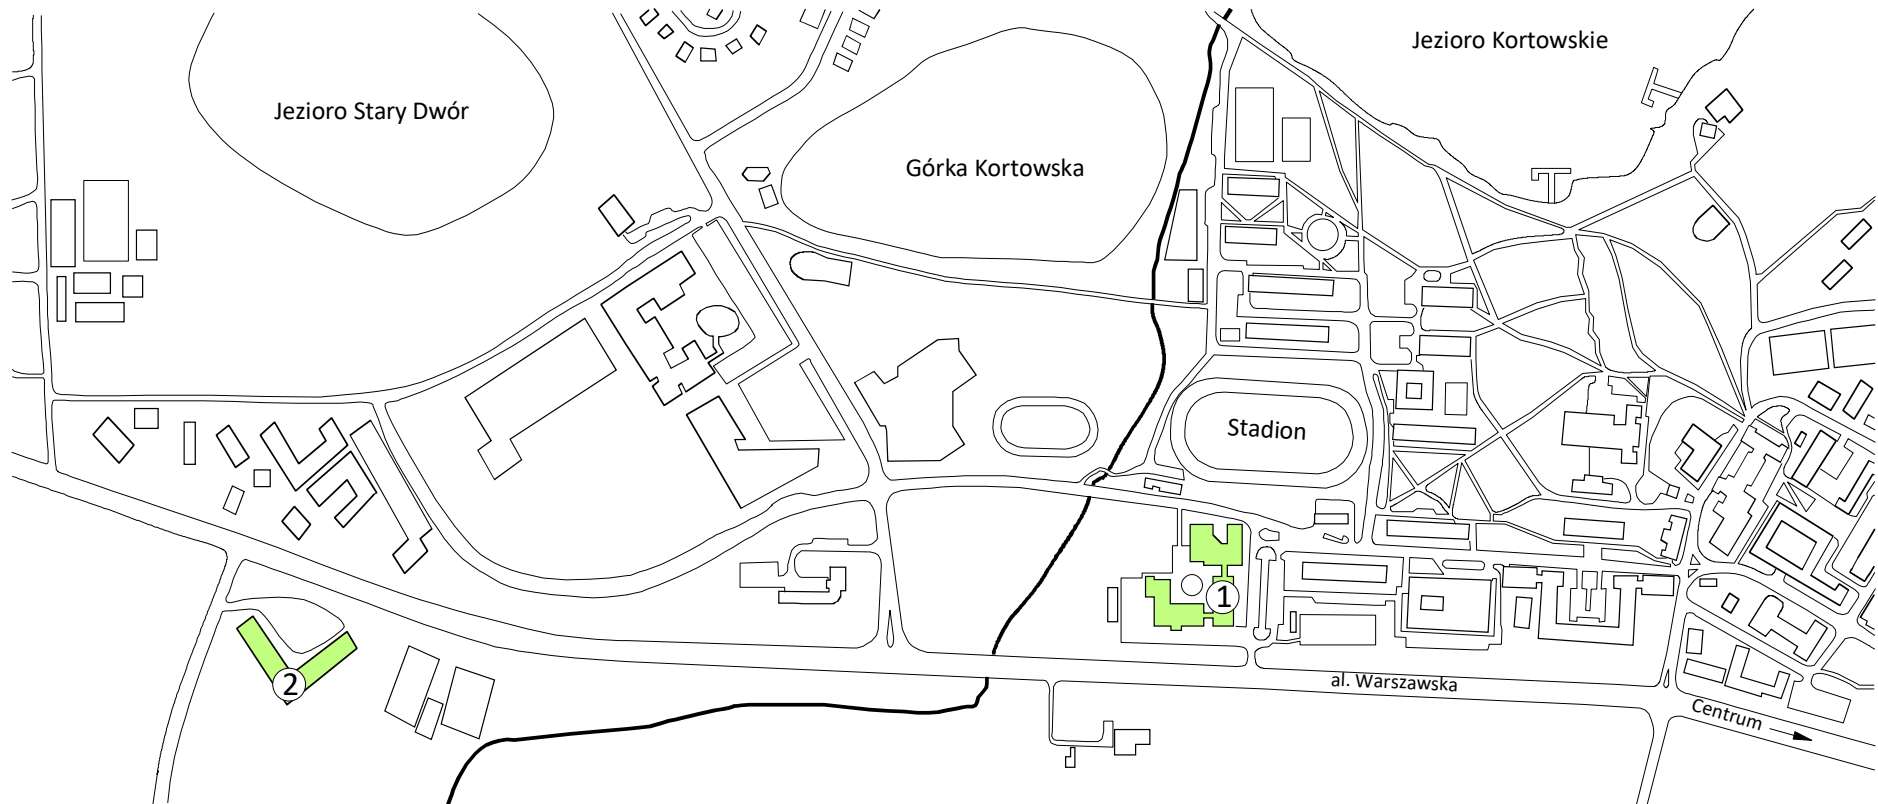 Jezioro Kortowskie
Jezioro Stary Dwór
Górka Kortowska
Stadion
1
2
al. Warszawska
Centrum